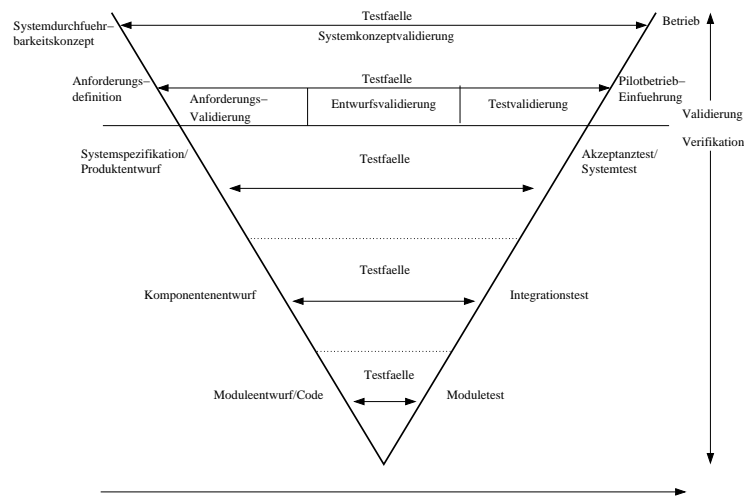 Testfaelle
Systemdurchfuehr–
barkeitskonzept
Betrieb
Systemkonzeptvalidierung
Anforderungs–
definition
Testfaelle
Pilotbetrieb–
Einfuehrung
Anforderungs–
Validierung
Entwurfsvalidierung
Testvalidierung
Validierung
Verifikation
Systemspezifikation/
Produktentwurf
Testfaelle
Akzeptanztest/
Systemtest
Testfaelle
Komponentenentwurf
Integrationstest
Testfaelle
Moduleentwurf/Code
Moduletest